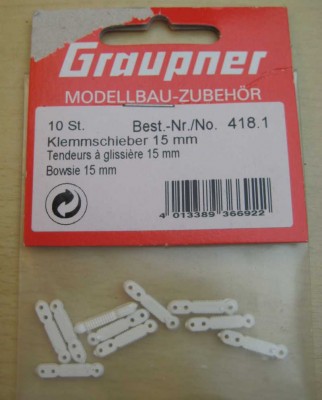 Graupner
MODELLBAU-ZUBEHÖR
10 St. Best.-Nr./No. 418.1
Klemmschieber 15 mm
Tendeurs à glissière 15 mm
Bowsie 15 mm
4 013389 366922